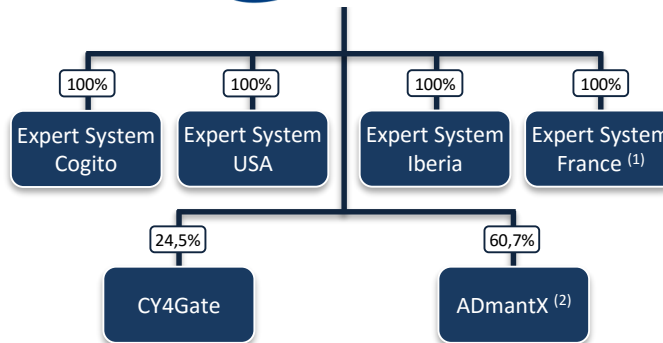 100%
100%
100%
100%
Expert System
Cogito
Expert System
USA
Expert System
Iberia
Expert System
France (1)
24,5%
60,7%
CY4Gate
ADmantX (2)